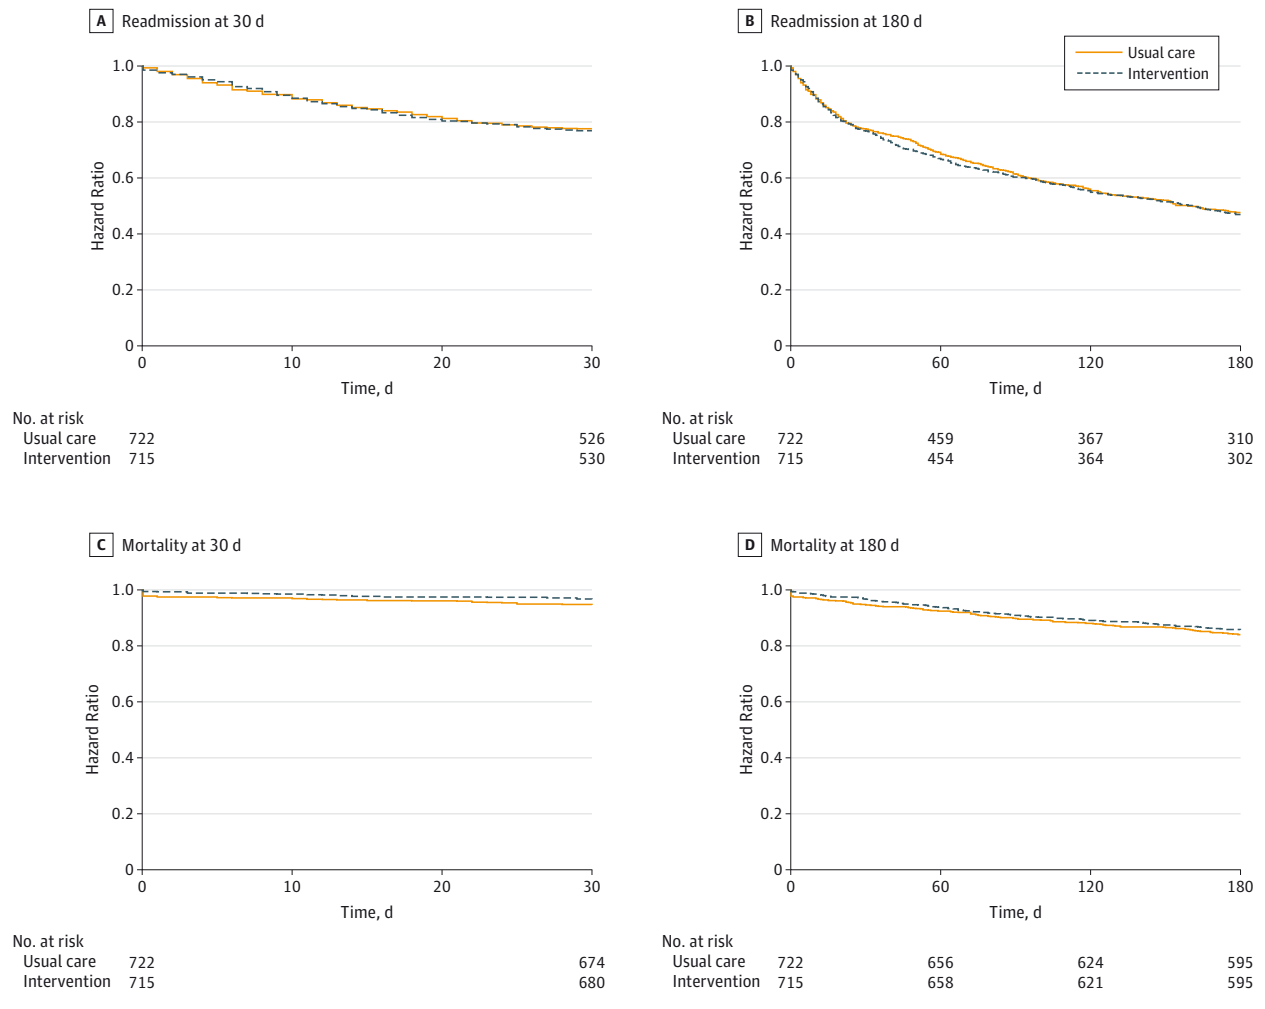 A Readmission at 30 d
1.0
0.8
0.6
0.4
0.2
0
Hazard Ratio
0 10 20 30
Time, d
No. at risk
Usual care 722 526
Intervention 715 530
B Readmission at 180 d
Usual care
Intervention
1.0
0.8
0.6
0.4
0.2
0
Hazard Ratio
0 60 120 180
Time, d
No. at risk
Usual care 722 459 367 310
Intervention 715 454 364 302
C Mortality at 30 d
1.0
0.8
0.6
0.4
0.2
0
Hazard Ratio
0 10 20 30
Time, d
No. at risk
Usual care 722 674
Intervention 715 680
D Mortality at 180 d
1.0
0.8
0.6
0.4
0.2
0
Hazard Ratio
0 60 120 180
Time, d
No. at risk
Usual care 722 656 624 595
Intervention 715 658 621 595